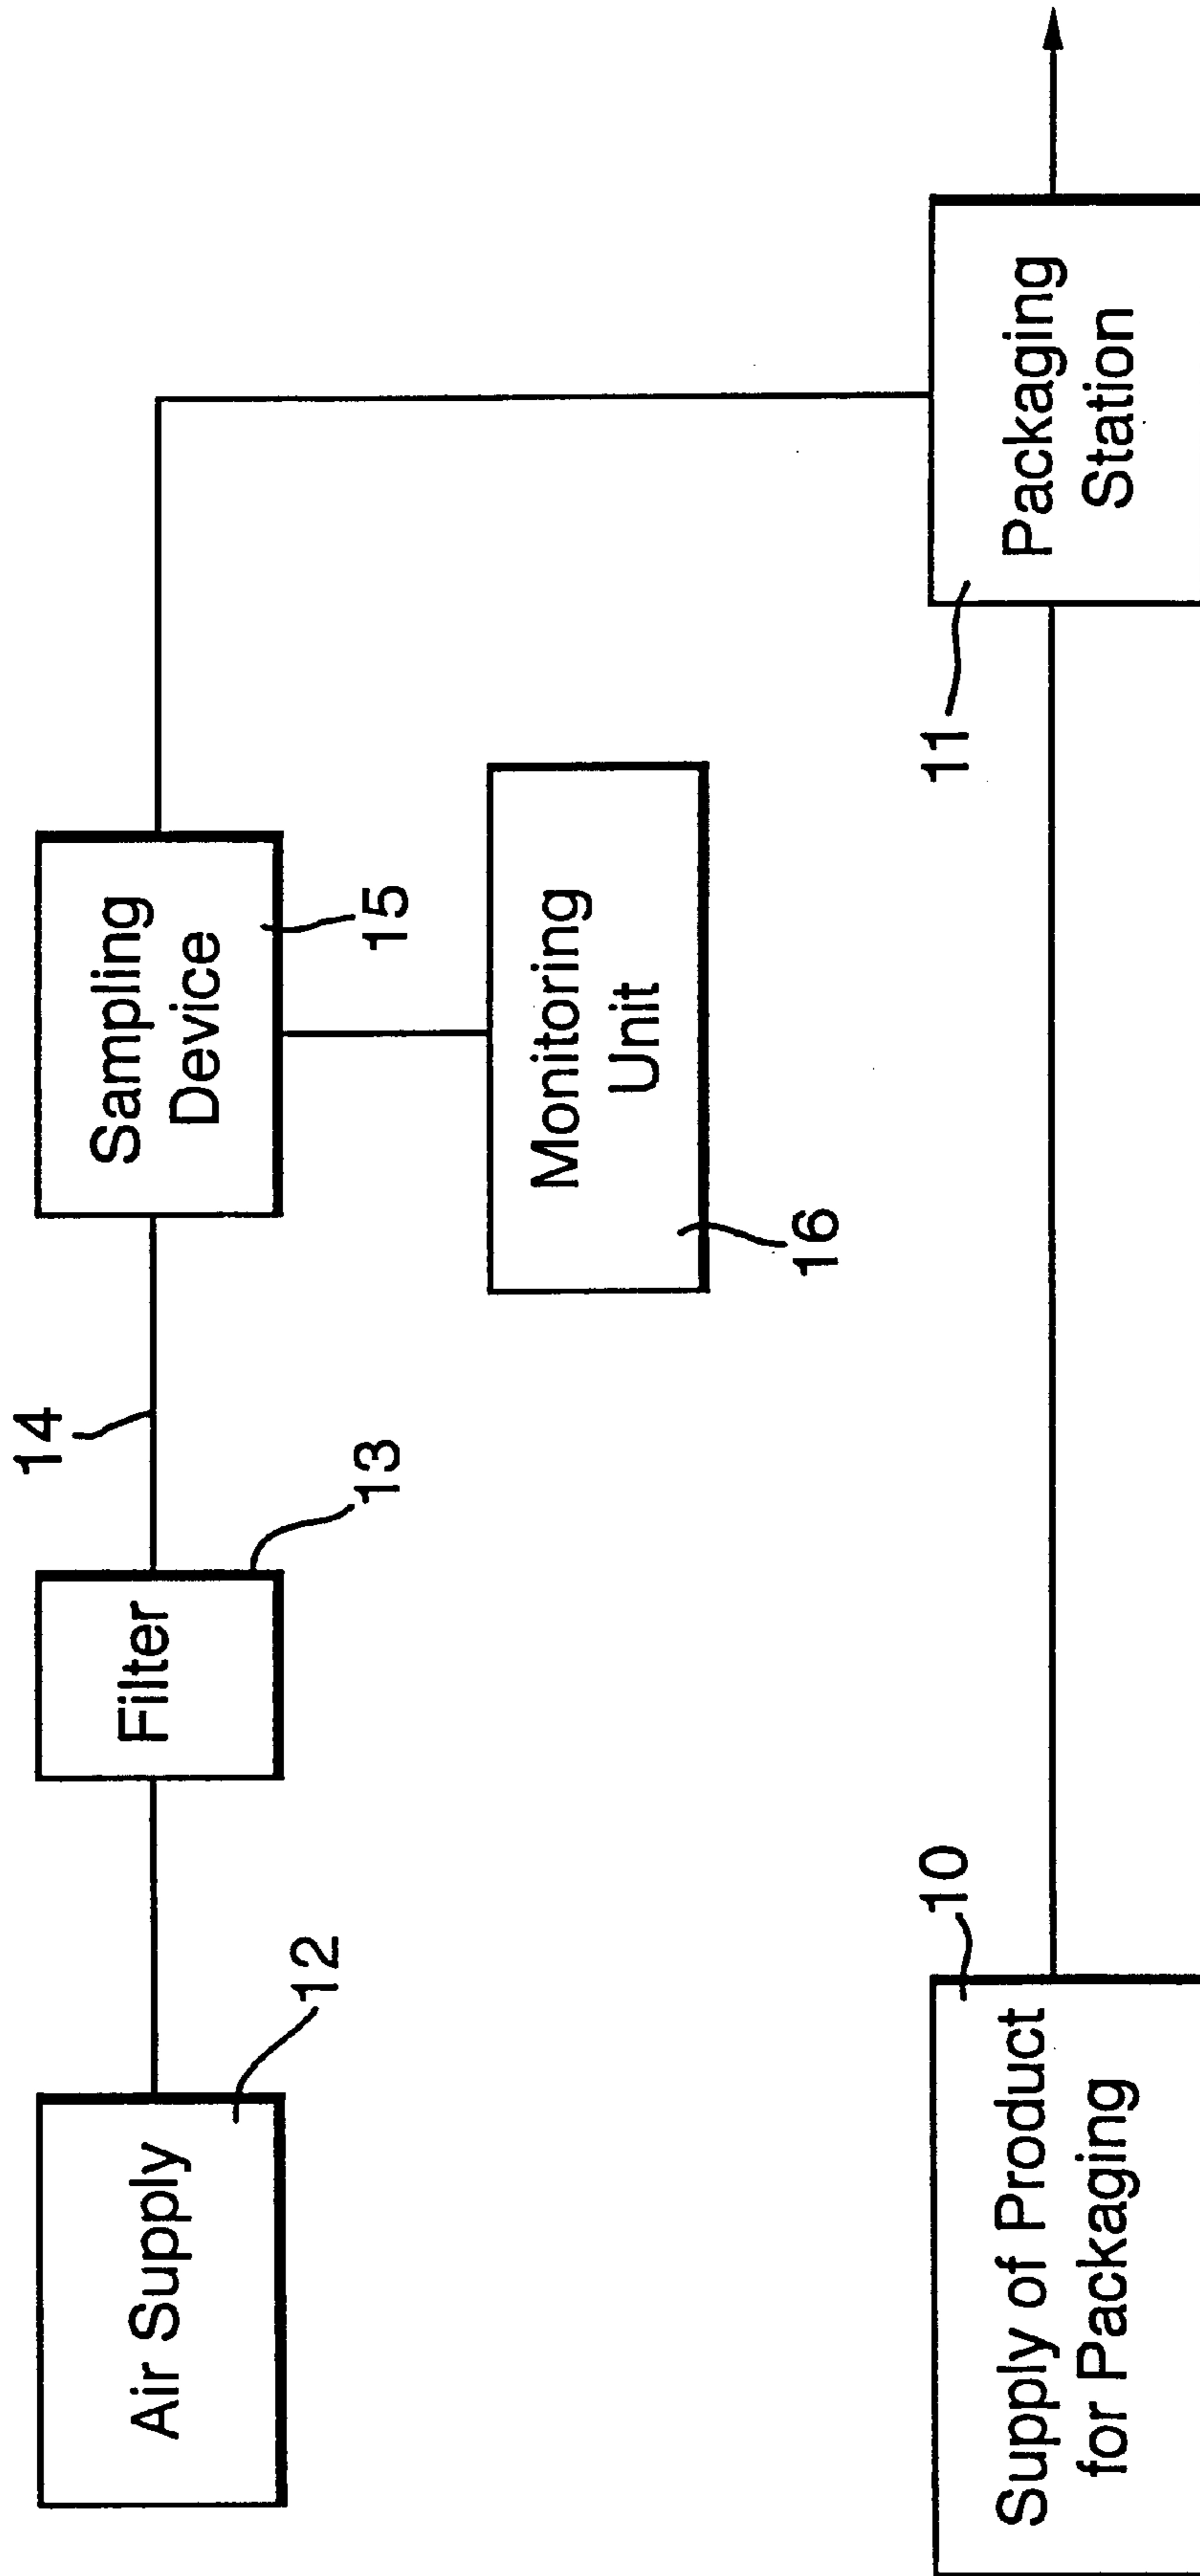 Air Supply
12
Filter
13
14
Sampling
Device
15
Monitoring
Unit
16
Supply of Product
for Packaging
10
Packaging
Station
11